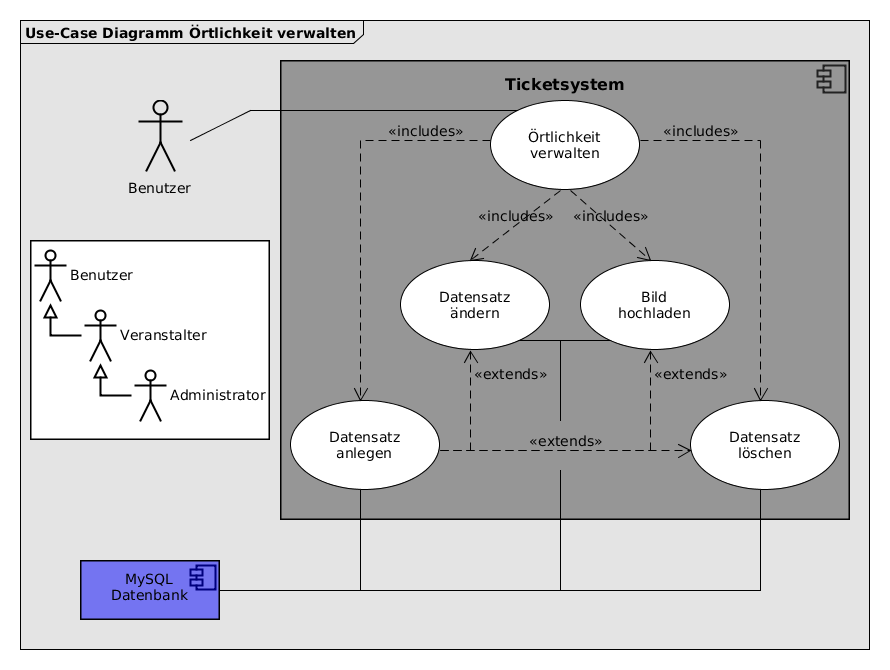 Use-Case Diagramm Örtlichkeit verwalten
Ticketsystem
«includes»
Örtlichkeit
verwalten
«includes»
Benutzer
«includes»
«includes»
Benutzer
Veranstalter
Administrator
Datensatz
ändern
Bild
hochladen
«extends»
«extends»
Datensatz
anlegen
«extends»
Datensatz
löschen
MySQL
Datenbank